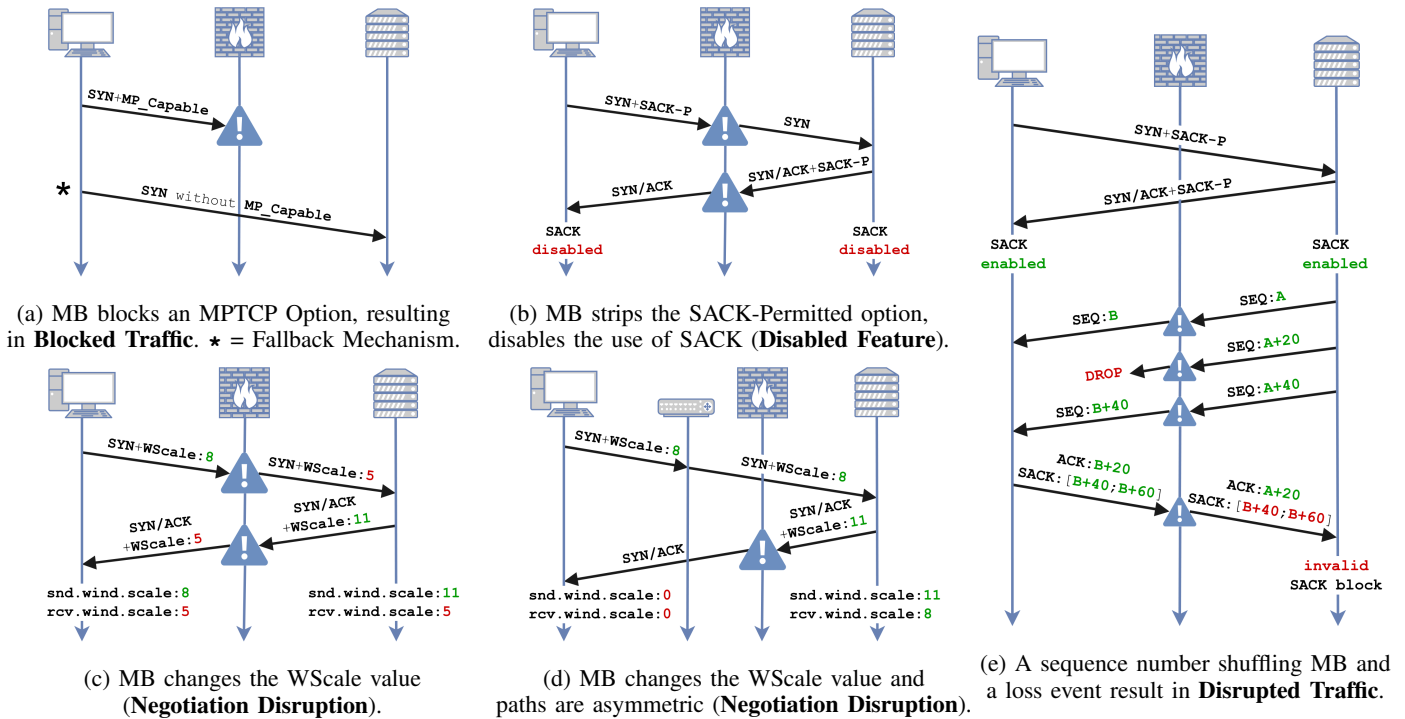 SYN+MP_Capable
*
SYN without MP_Capable
(a) MB blocks an MPTCP Option, resulting
in Blocked Traffic. * = Fallback Mechanism.
SYN+SACK-P
SYN
SYN/ACK+SACK-P
SYN/ACK
SACK
disabled
SACK
disabled
(b) MB strips the SACK-Permitted option,
disables the use of SACK (Disabled Feature).
SYN+WScale:8
SYN+WScale:5
SYN/ACK
+WScale:11
SYN/ACK
+WScale:5
snd.wind.scale:8
rcv.wind.scale:5
snd.wind.scale:11
rcv.wind.scale:5
(c) MB changes the WScale value
(Negotiation Disruption).
SYN+WScale:8
SYN+WScale:8
SYN/ACK
+WScale:11
SYN/ACK
snd.wind.scale:0
rcv.wind.scale:0
snd.wind.scale:11
rcv.wind.scale:8
(d) MB changes the WScale value and
paths are asymmetric (Negotiation Disruption).
SYN+SACK-P
SYN/ACK+SACK-P
SACK
enabled
SACK
enabled
SEQ:A
SEQ:B
SEQ:A+20
DROP
SEQ:A+40
SEQ:B+40
ACK:B+20
SACK:[B+40;B+60]
ACK:A+20
SACK:[B+40;B+60]
invalid
SACK block
(e) A sequence number shuffling MB and
a loss event result in Disrupted Traffic.